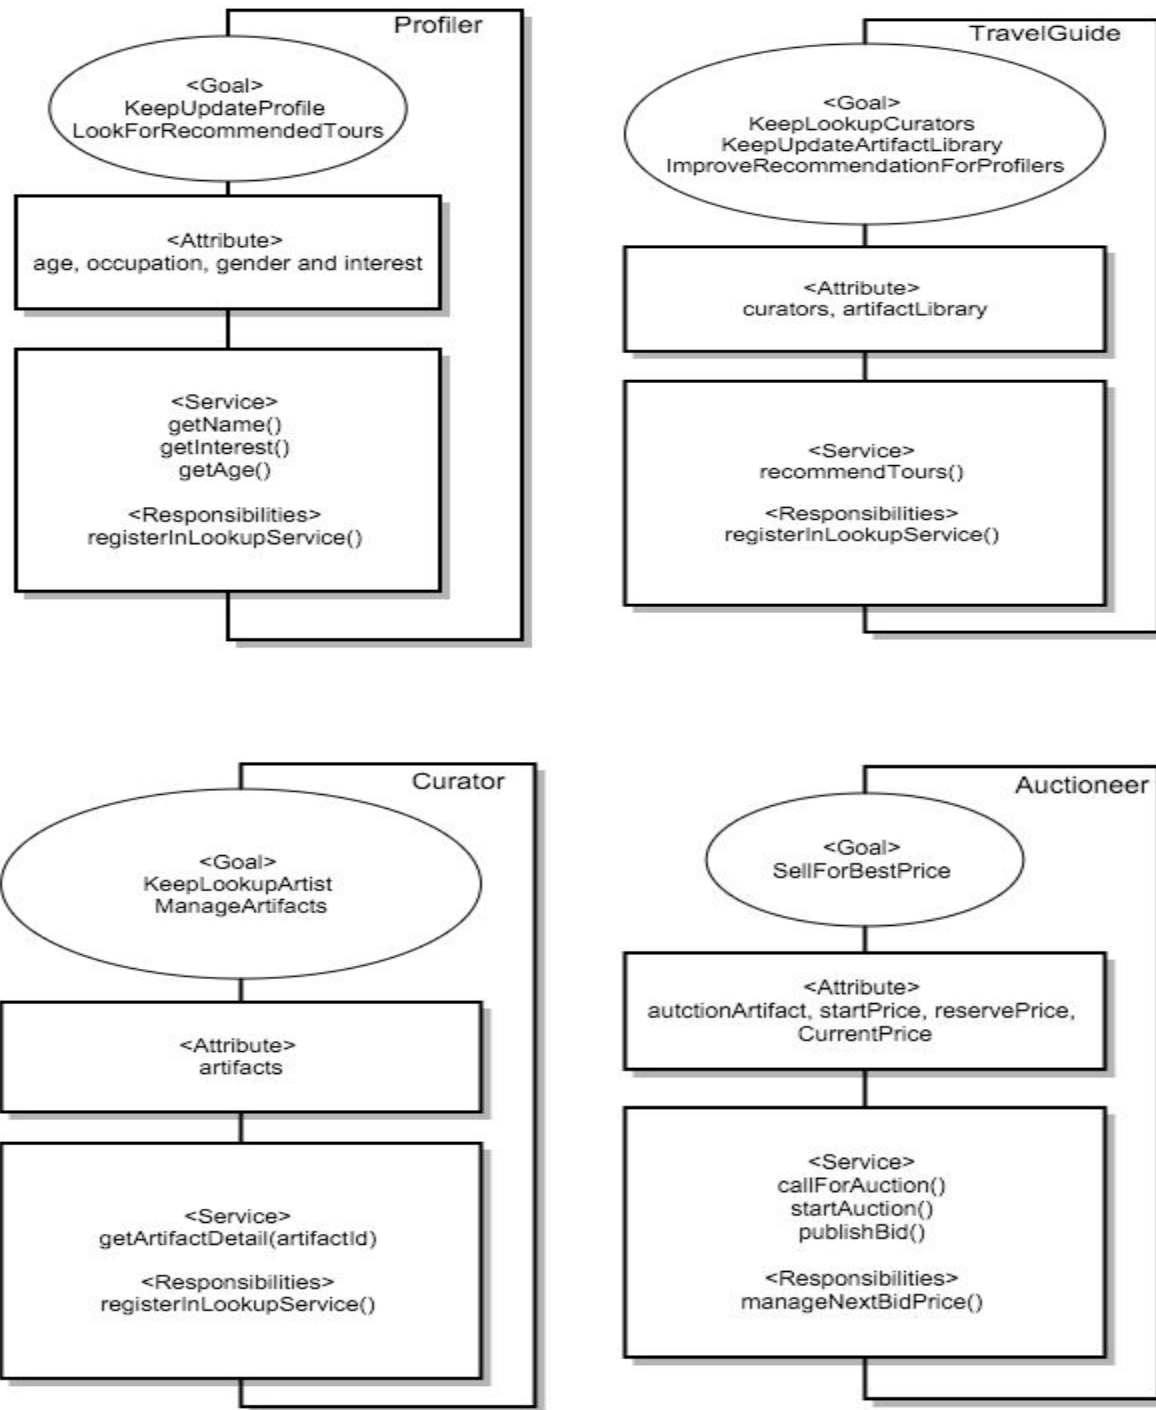 Profiler
<Goal>
KeepUpdateProfile
LookForRecommendedTours
<Attribute>
age, occupation, gender and interest
<Service>
getName()
getInterest()
getAge()
<Responsibilities>
registerInLookupService()
TravelGuide
<Goal>
KeepLookupCurators
KeepUpdateArtifactLibrary
ImproveRecommendationForProfilers
<Attribute>
curators, artifactLibrary
<Service>
recommendTours()
<Responsibilities>
registerInLookupService()
Curator
<Goal>
KeepLookupArtist
ManageArtifacts
<Attribute>
artifacts
<Service>
getArtifactDetail(artifactId)
<Responsibilities>
registerInLookupService()
Auctioneer
<Goal>
SellForBestPrice
<Attribute>
autctionArtifact, startPrice, reservePrice,
CurrentPrice
<Service>
callForAuction()
startAuction()
publishBid()
<Responsibilities>
manageNextBidPrice()